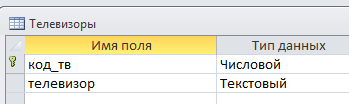 Телевизоры
Имя поля Тип данных
код_тв Числовой
телевизор Текстовый